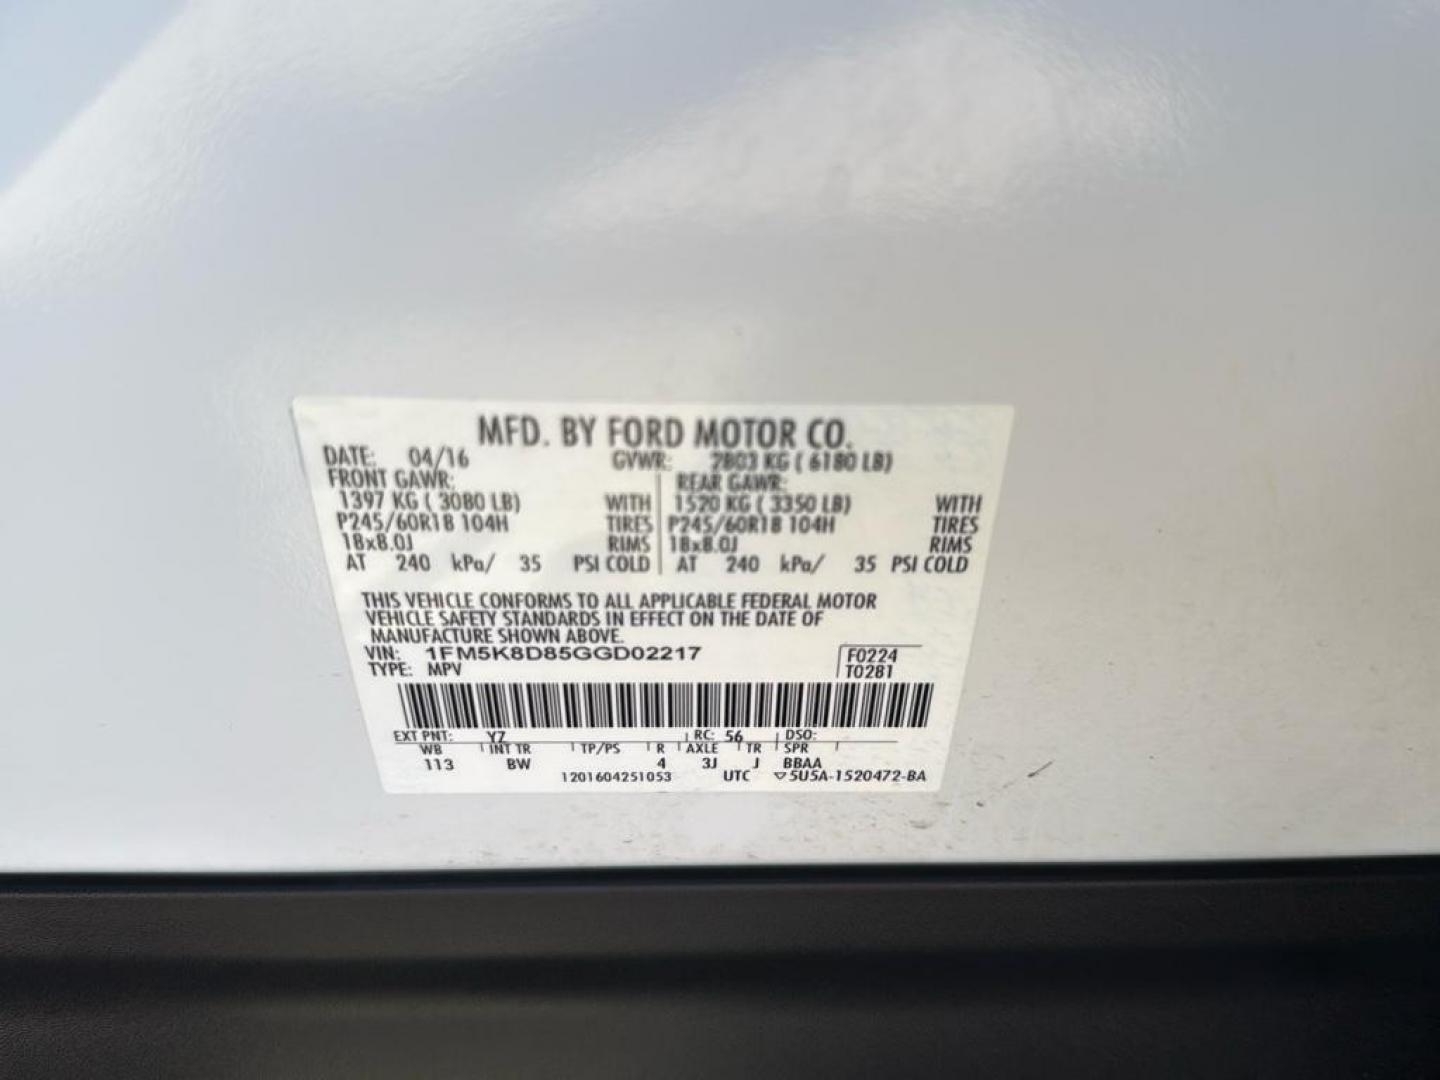 MFD. BY FORD MOTOR CO.
DATE: 04/16 GVWR: 2803 KG ( 6180 LB)
FRONT GAWR: REAR GAWR:
1397 KG ( 3080 LB) WITH 1520 KG ( 3350 LB) WITH
P245/60R18 104H TIRES P245/60R18 104H TIRES
18x8.0J RIMS 18x8.0J RIMS
AT 240 kPa/ 35 PSI COLD AT 240 kPa/ 35 PSI COLD
THIS VEHICLE CONFORMS TO ALL APPLICABLE FEDERAL MOTOR
VEHICLE SAFETY STANDARDS IN EFFECT ON THE DATE OF
MANUFACTURE SHOWN ABOVE.
VIN: 1FM5K8D85GGD02217 F0224
TYPE: MPV T0281
EXT PNT: YZ RC: 56 DSO:
WB INT TR TP/PS R AXLE TR SPR
113 BW 4 3J J BBAA
1201604251053 UTC ▽5U5A-1520472-BA